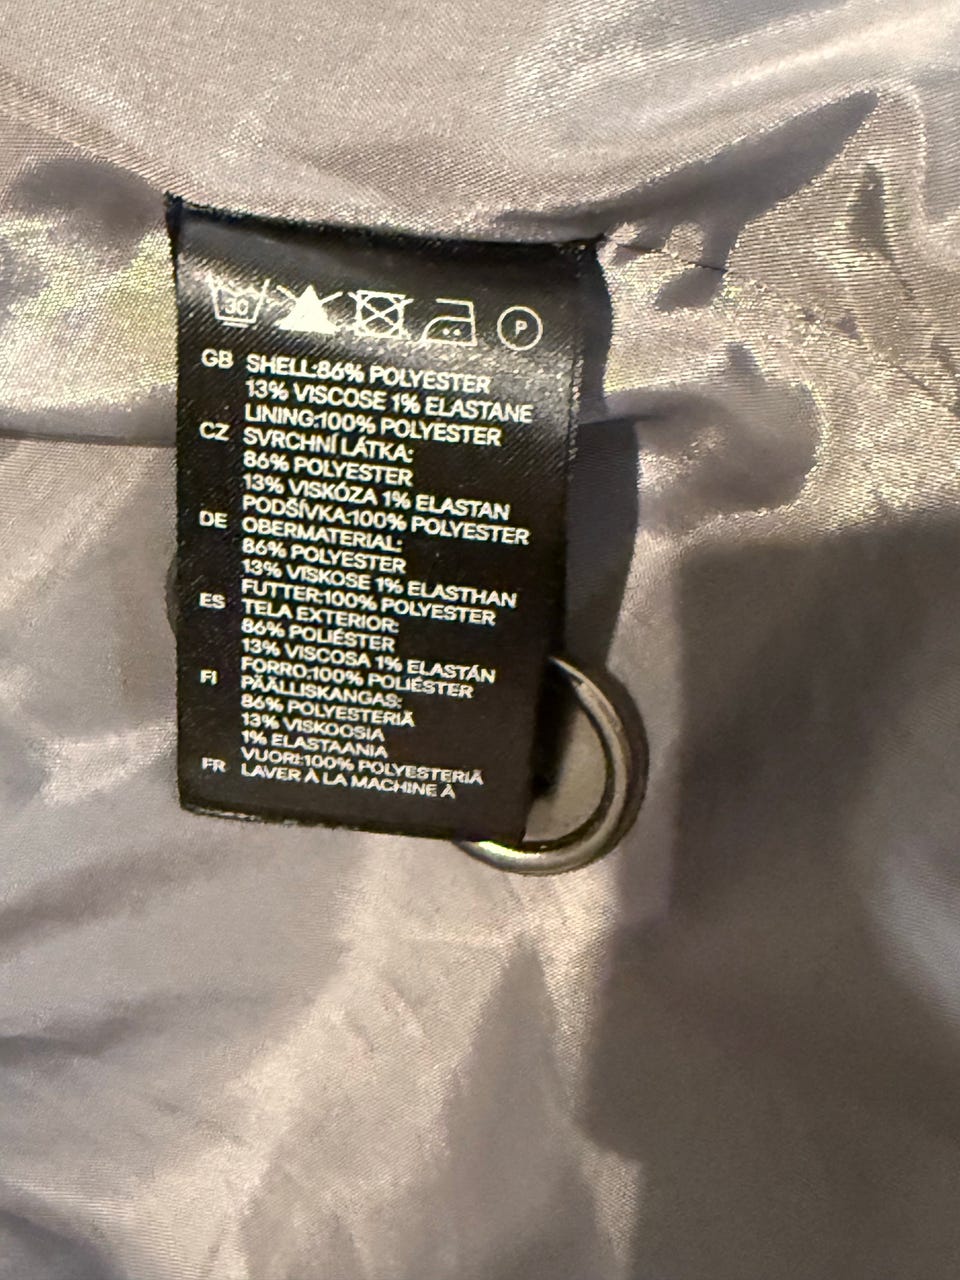 30
P
GB SHELL:86% POLYESTER
13% VISCOSE 1% ELASTANE
LINING:100% POLYESTER
CZ SVRCHNÍ LÁTKA:
86% POLYESTER
13% VISKÓZA 1% ELASTAN
PODŠÍVKA:100% POLYESTER
DE OBERMATERIAL:
86% POLYESTER
13% VISKOSE 1% ELASTHAN
FUTTER:100% POLYESTER
ES TELA EXTERIOR:
86% POLIÉSTER
13% VISCOSA 1% ELASTÁN
FORRO:100% POLIÉSTER
FI PÄÄLLISKANGAS:
86% POLYESTERIÄ
13% VISKOOSIA
1% ELASTAANIA
VUORI:100% POLYESTERIÄ
FR LAVER À LA MACHINE À